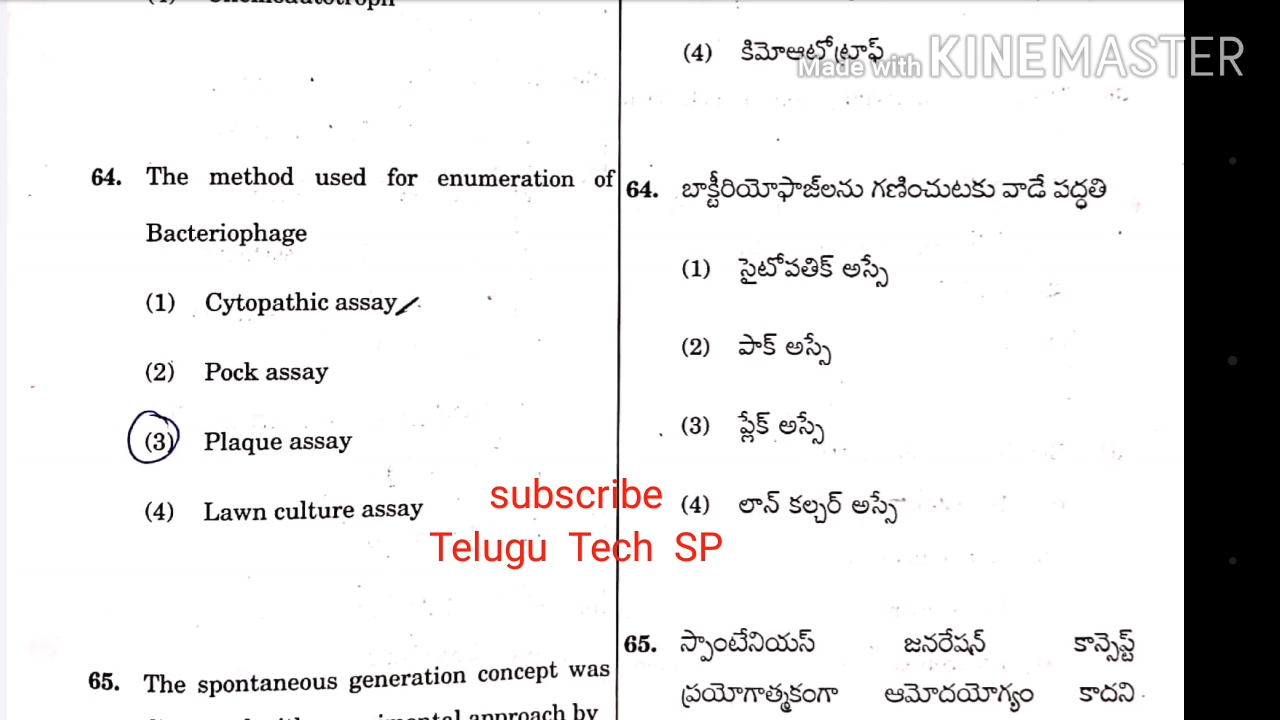 (4) కిమోఆటోట్రాఫ్
Made with KINEMASTER
64. The method used for enumeration of
Bacteriophage
(1) Cytopathic assay
(2) Pock assay
(3) Plaque assay
(4) Lawn culture assay
64. బాక్టీరియోఫాజ్‌లను గణించుటకు వాడే పద్ధతి
(1) సైటోపతిక్ అస్సే
(2) పాక్ అస్సే
(3) ప్లేక్ అస్సే
(4) లాన్ కల్చర్ అస్సే
subscribe
Telugu Tech SP
65. The spontaneous generation concept was
approach by
65. స్పాంటేనియస్ జనరేషన్ కాన్సెప్ట్
ప్రయోగాత్మకంగా ఆమోదయోగ్యం కాదని